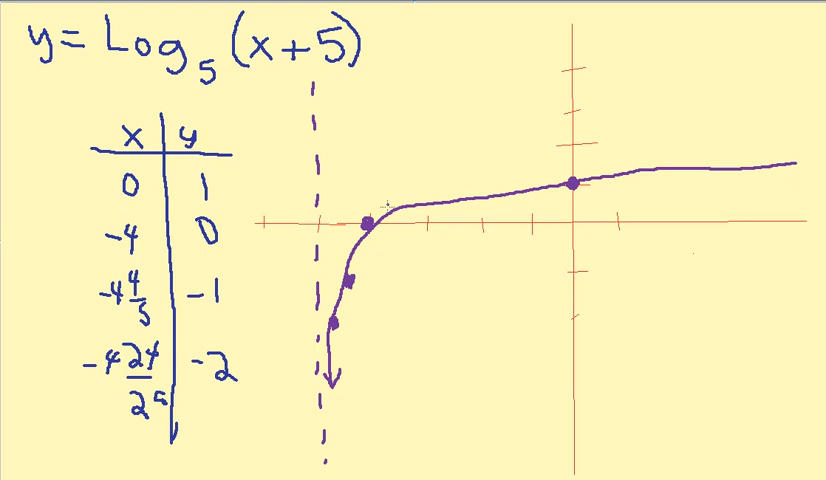 y = Log₅ (x+5)
x y
0 1
-4 0
-4 4/5 -1
-4 24/25 -2